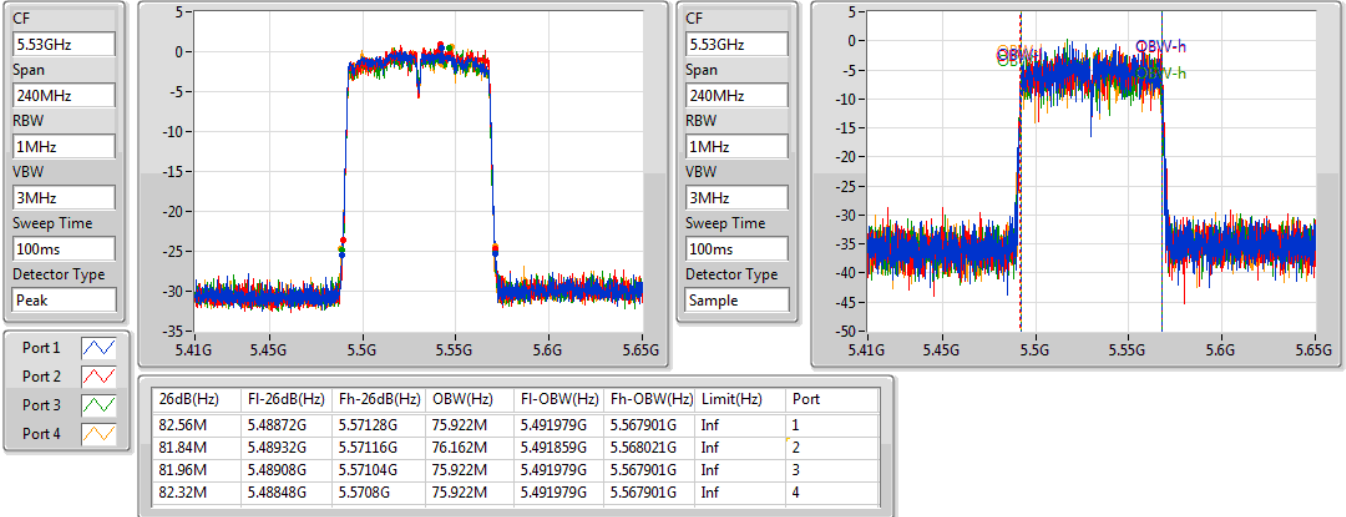 CF
5.53GHz
Span
240MHz
RBW
1MHz
VBW
3MHz
Sweep Time
100ms
Detector Type
Peak
5
0
-5
-10
-15
-20
-25
-30
-35
5.41G 5.45G 5.5G 5.55G 5.6G 5.65G
CF
5.53GHz
Span
240MHz
RBW
1MHz
VBW
3MHz
Sweep Time
100ms
Detector Type
Sample
5
0
-5
-10
-15
-20
-25
-30
-35
-40
-45
-50
OBW-h
OBW-h
5.41G 5.45G 5.5G 5.55G 5.6G 5.65G
Port 1
Port 2
Port 3
Port 4
26dB(Hz) Fl-26dB(Hz) Fh-26dB(Hz) OBW(Hz) Fl-OBW(Hz) Fh-OBW(Hz) Limit(Hz) Port
82.56M 5.48872G 5.57128G 75.922M 5.491979G 5.567901G Inf 1
81.84M 5.48932G 5.57116G 76.162M 5.491859G 5.568021G Inf 2
81.96M 5.48908G 5.57104G 75.922M 5.491979G 5.567901G Inf 3
82.32M 5.48848G 5.5708G 75.922M 5.491979G 5.567901G Inf 4